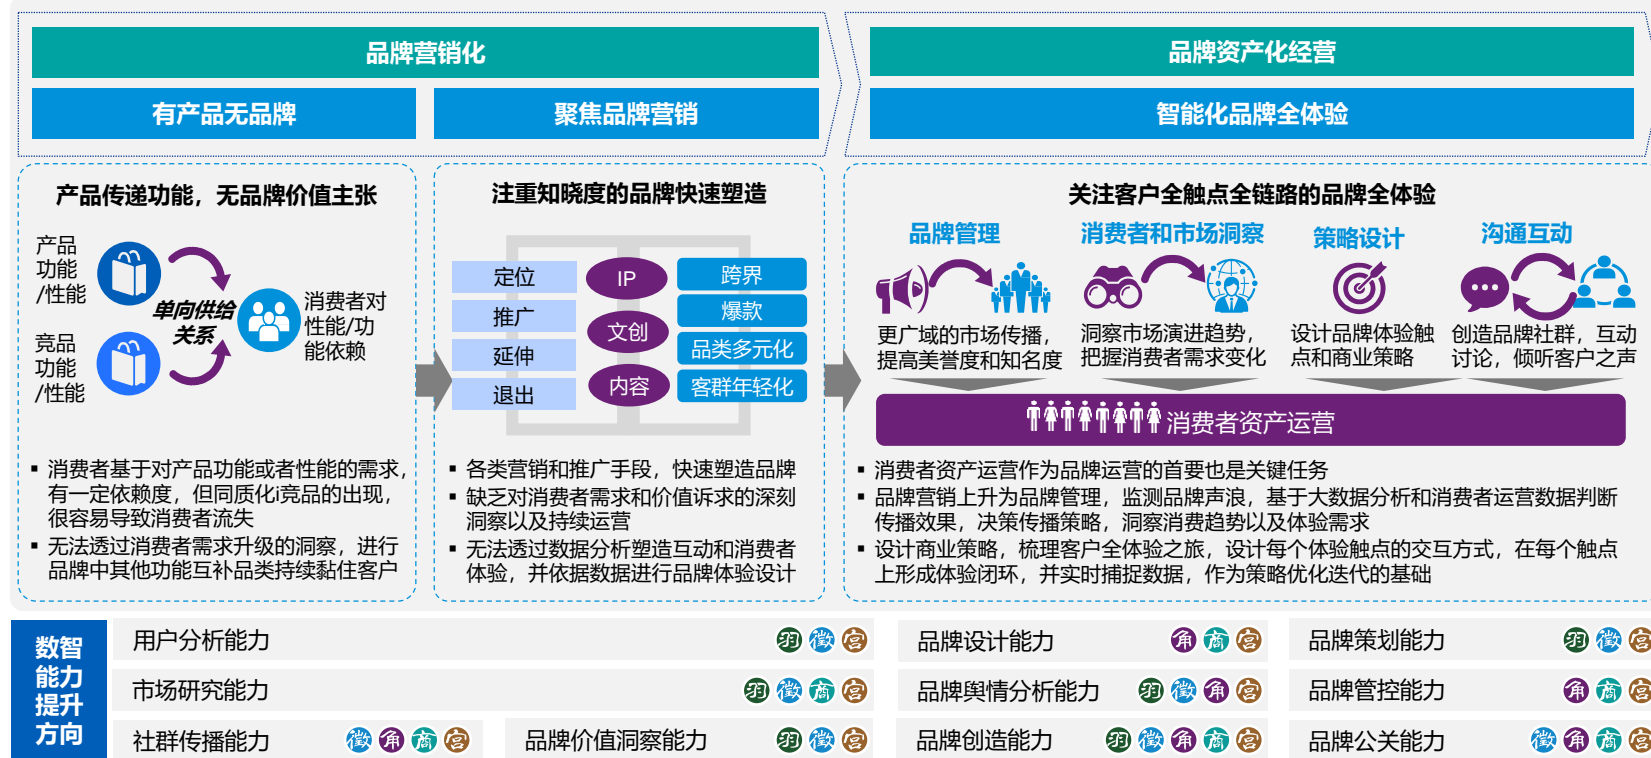 品牌营销化
品牌资产化经营
有产品无品牌
聚焦品牌营销
智能化品牌全体验
产品传递功能，无品牌价值主张
产品
功能
/性能
竞品
功能
/性能
单向供给
关系
消费者对
性能/功
能依赖
消费者基于对产品功能或者性能的需求，
有一定依赖度，但同质化i竞品的出现，
很容易导致消费者流失
无法透过消费者需求升级的洞察，进行
品牌中其他功能互补品类持续黏住客户
注重知晓度的品牌快速塑造
定位
推广
延伸
退出
IP
文创
内容
跨界
爆款
品类多元化
客群年轻化
各类营销和推广手段，快速塑造品牌
缺乏对消费者需求和价值诉求的深刻
洞察以及持续运营
无法透过数据分析塑造互动和消费者
体验，并依据数据进行品牌体验设计
关注客户全触点全链路的品牌全体验
品牌管理
更广域的市场传播，
提高美誉度和知名度
消费者和市场洞察
洞察市场演进趋势，
把握消费者需求变化
策略设计
设计品牌体验触
点和商业策略
沟通互动
创造品牌社群，互动
讨论，倾听客户之声
消费者资产运营
消费者资产运营作为品牌运营的首要也是关键任务
品牌营销上升为品牌管理，监测品牌声浪，基于大数据分析和消费者运营数据判断
传播效果，决策传播策略，洞察消费趋势以及体验需求
设计商业策略，梳理客户全体验之旅，设计每个体验触点的交互方式，在每个触点
上形成体验闭环，并实时捕捉数据，作为策略优化迭代的基础
数智
能力
提升
方向
用户分析能力 羽 徵 宫
品牌设计能力 角 商 宫
品牌策划能力 羽 徵 宫
市场研究能力 羽 徵 商 宫
品牌舆情分析能力 羽 徵 角 宫
品牌管控能力 角 商 宫
社群传播能力 徵 角 商 宫
品牌价值洞察能力 羽 徵 宫
品牌创造能力 羽 徵 角 商 宫
品牌公关能力 徵 角 商 宫